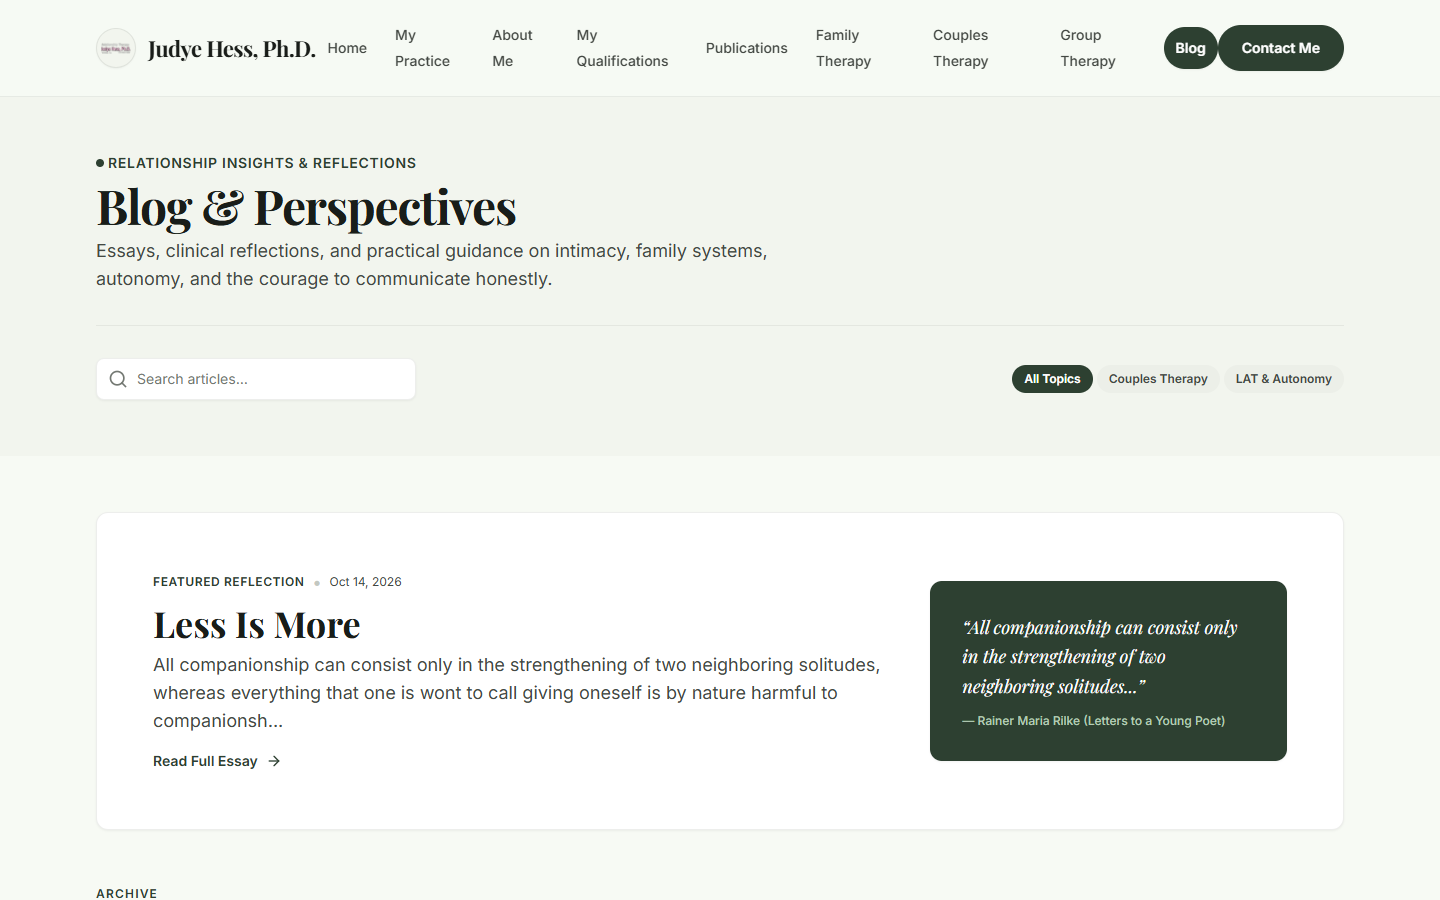 Judye Hess, Ph.D.
Home
My
Practice
About
Me
My
Qualifications
Publications
Family
Therapy
Couples
Therapy
Group
Therapy
Blog
Contact Me
RELATIONSHIP INSIGHTS & REFLECTIONS
Blog & Perspectives
Essays, clinical reflections, and practical guidance on intimacy, family systems,
autonomy, and the courage to communicate honestly.
Search articles...
All Topics
Couples Therapy
LAT & Autonomy
FEATURED REFLECTION
Oct 14, 2026
Less Is More
All companionship can consist only in the strengthening of two neighboring solitudes,
whereas everything that one is wont to call giving oneself is by nature harmful to
companionsh...
Read Full Essay
“All companionship can consist only
in the strengthening of two
neighboring solitudes...”
— Rainer Maria Rilke (Letters to a Young Poet)
ARCHIVE